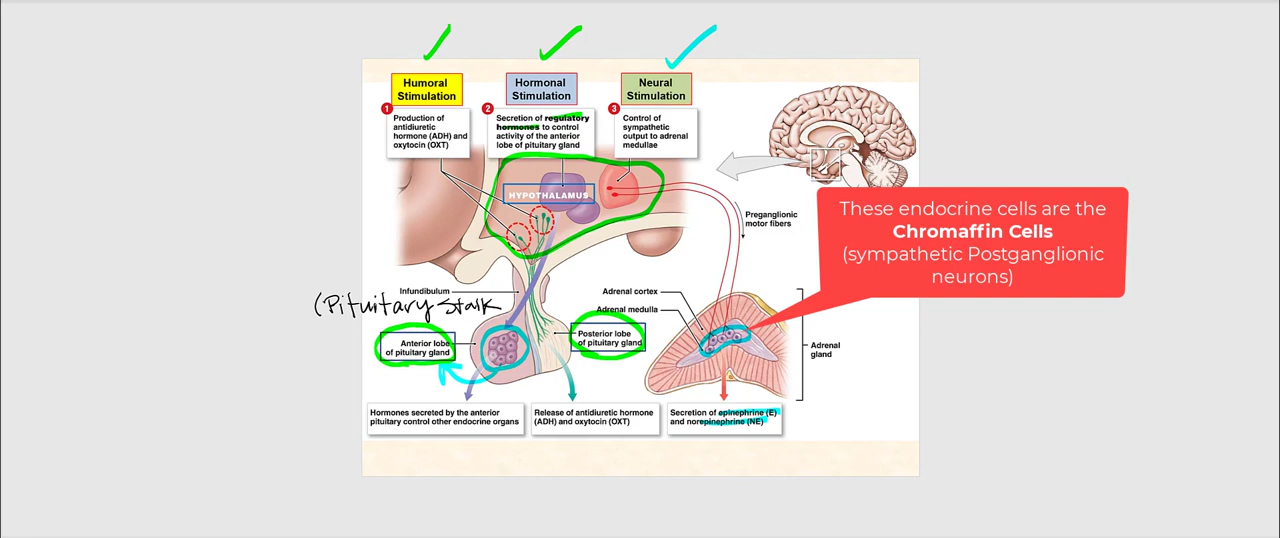 Humoral
Stimulation
Hormonal
Stimulation
Neural
Stimulation
1
Production of
antidiuretic
hormone (ADH) and
oxytocin (OXT)
2
Secretion of regulatory
hormones to control
activity of the anterior
lobe of pituitary gland
3
Control of
sympathetic
output to adrenal
medullae
HYPOTHALAMUS
Preganglionic
motor fibers
These endocrine cells are the
Chromaffin Cells
(sympathetic Postganglionic
neurons)
Infundibulum
(Pituitary Stalk
Adrenal cortex
Adrenal medulla
Anterior lobe
of pituitary gland
Posterior lobe
of pituitary gland
Adrenal
gland
Hormones secreted by the anterior
pituitary control other endocrine organs
Release of antidiuretic hormone
(ADH) and oxytocin (OXT)
Secretion of epinephrine (E)
and norepinephrine (NE)